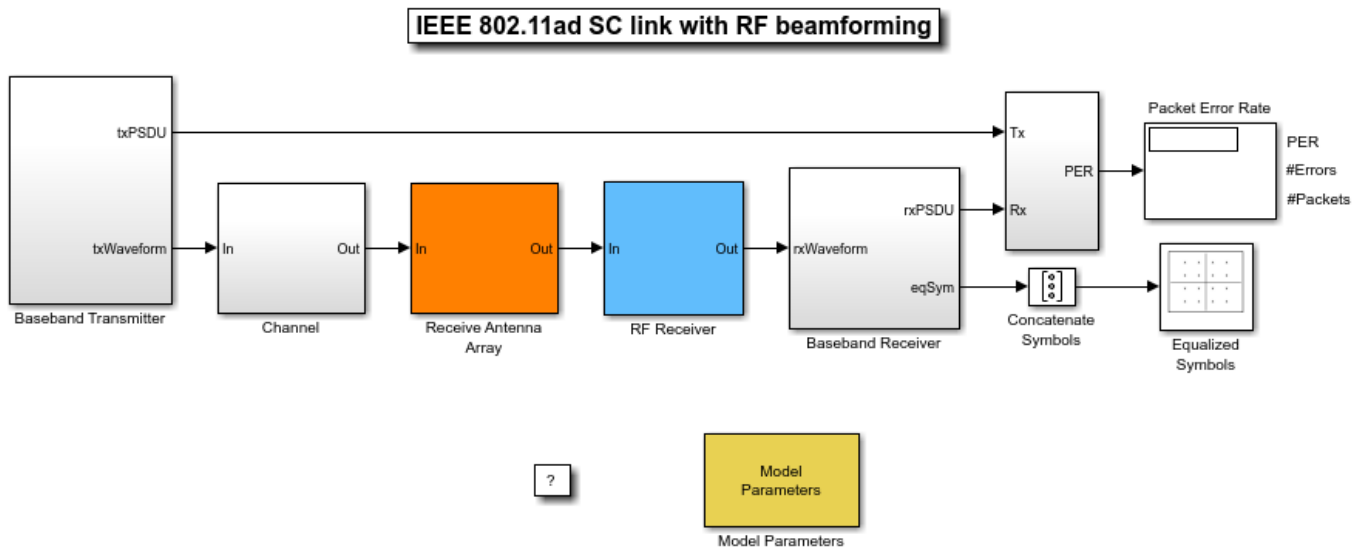 IEEE 802.11ad SC link with RF beamforming
txPSDU
txWaveform
Baseband Transmitter
In
Out
Channel
In
Out
Receive Antenna
Array
In
Out
RF Receiver
rxWaveform
rxPSDU
eqSym
Baseband Receiver
Tx
Rx
PER
Packet Error Rate
PER
#Errors
#Packets
Concatenate
Symbols
Equalized
Symbols
?
Model
Parameters
Model Parameters